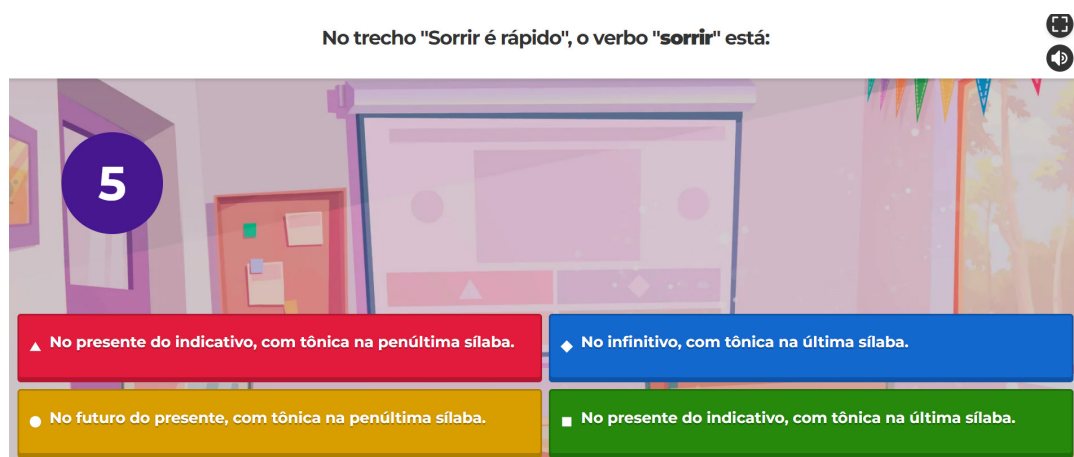 No trecho "Sorrir é rápido", o verbo "sorrir" está:
5
No presente do indicativo, com tônica na penúltima sílaba.
No infinitivo, com tônica na última sílaba.
No futuro do presente, com tônica na penúltima sílaba.
No presente do indicativo, com tônica na última sílaba.